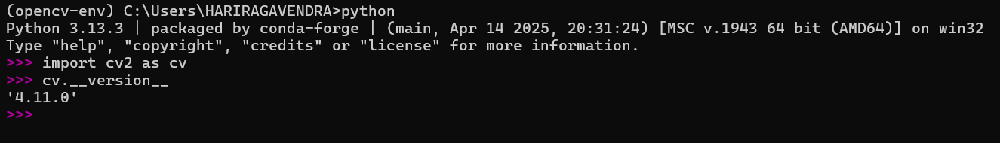 (opencv-env) C:\Users\HARIRAGAVENDRA>python
Python 3.13.3 | packaged by conda-forge | (main, Apr 14 2025, 20:31:24) [MSC v.1943 64 bit (AMD64)] on win32
Type "help", "copyright", "credits" or "license" for more information.
>>> import cv2 as cv
>>> cv.__version__
'4.11.0'
>>>